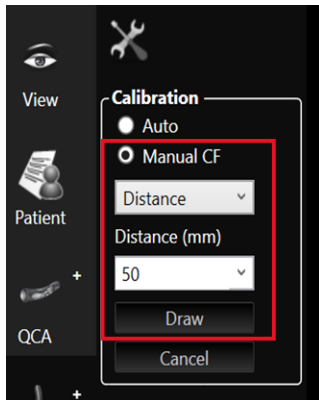 View
Patient
+
QCA
+
Calibration
Auto
Manual CF
Distance
Distance (mm)
50
Draw
Cancel